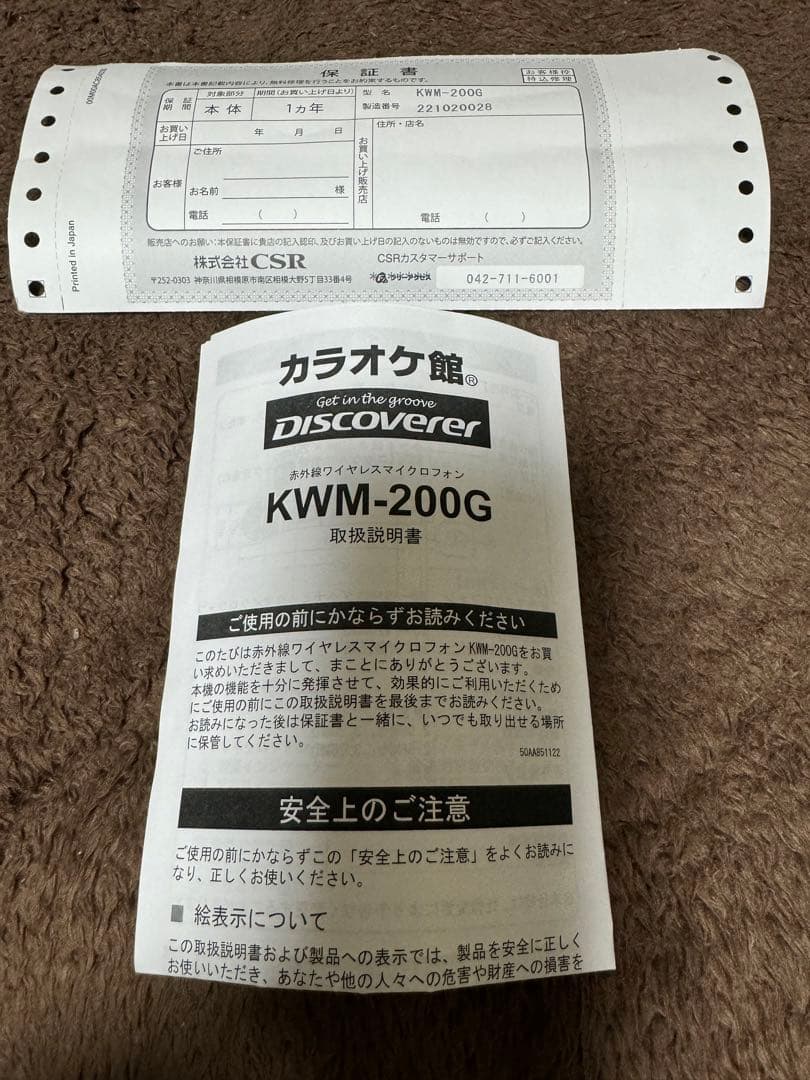 保証書
本書は本書記載内容により、無料修理を行うことをお約束するものです。
お客様控
持込修理
保証期間
対象部分
本体
期間(お買い上げ日より)
1ヵ年
型名
KWM-200G
製造番号
221020028
お買い上げ日
年 月 日
お客様
ご住所
お名前 様
電話 ( )
お買い上げ販売店
住所・店名
電話 ( )
販売店へのお願い:本保証書に貴店の記入認印、及びお買い上げ日の記入のないものは無効ですので、必ずご記入ください。
株式会社CSR
CSRカスタマーサポート
〒252-0303 神奈川県相模原市南区相模大野5丁目33番4号
042-711-6001
Printed in Japan
カラオケ館®
Get in the groove
DISCOVERER
赤外線ワイヤレスマイクロフォン
KWM-200G
取扱説明書
ご使用の前にかならずお読みください
このたびは赤外線ワイヤレスマイクロフォンKWM-200Gをお買
い求めいただきまして、まことにありがとうございます。
本機の機能を十分に発揮させて、効果的にご利用いただくため
にご使用の前にこの取扱説明書を最後までお読みください。
お読みになった後は保証書と一緒に、いつでも取り出せる場所
に保管してください。
50AA851122
安全上のご注意
ご使用の前にかならずこの「安全上のご注意」をよくお読みに
なり、正しくお使いください。
■ 絵表示について
この取扱説明書および製品への表示では、製品を安全に正しく
お使いいただき、あなたや他の人々への危害や財産への損害を